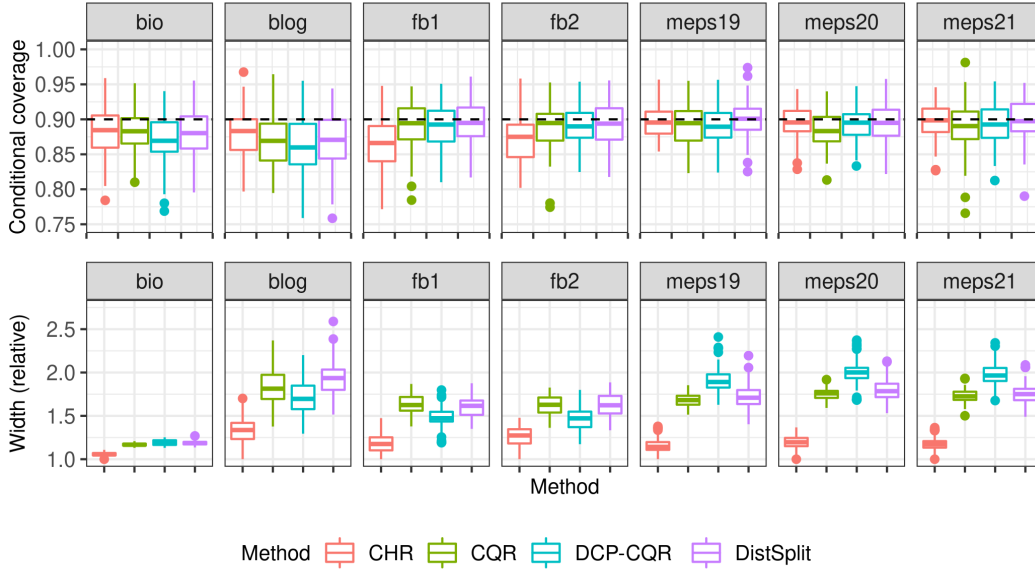 bio blog fb1 fb2 meps19 meps20 meps21
Conditional coverage
1.00
0.95
0.90
0.85
0.80
0.75
bio blog fb1 fb2 meps19 meps20 meps21
Width (relative)
2.5
2.0
1.5
1.0
Method
Method CHR CQR DCP-CQR DistSplit